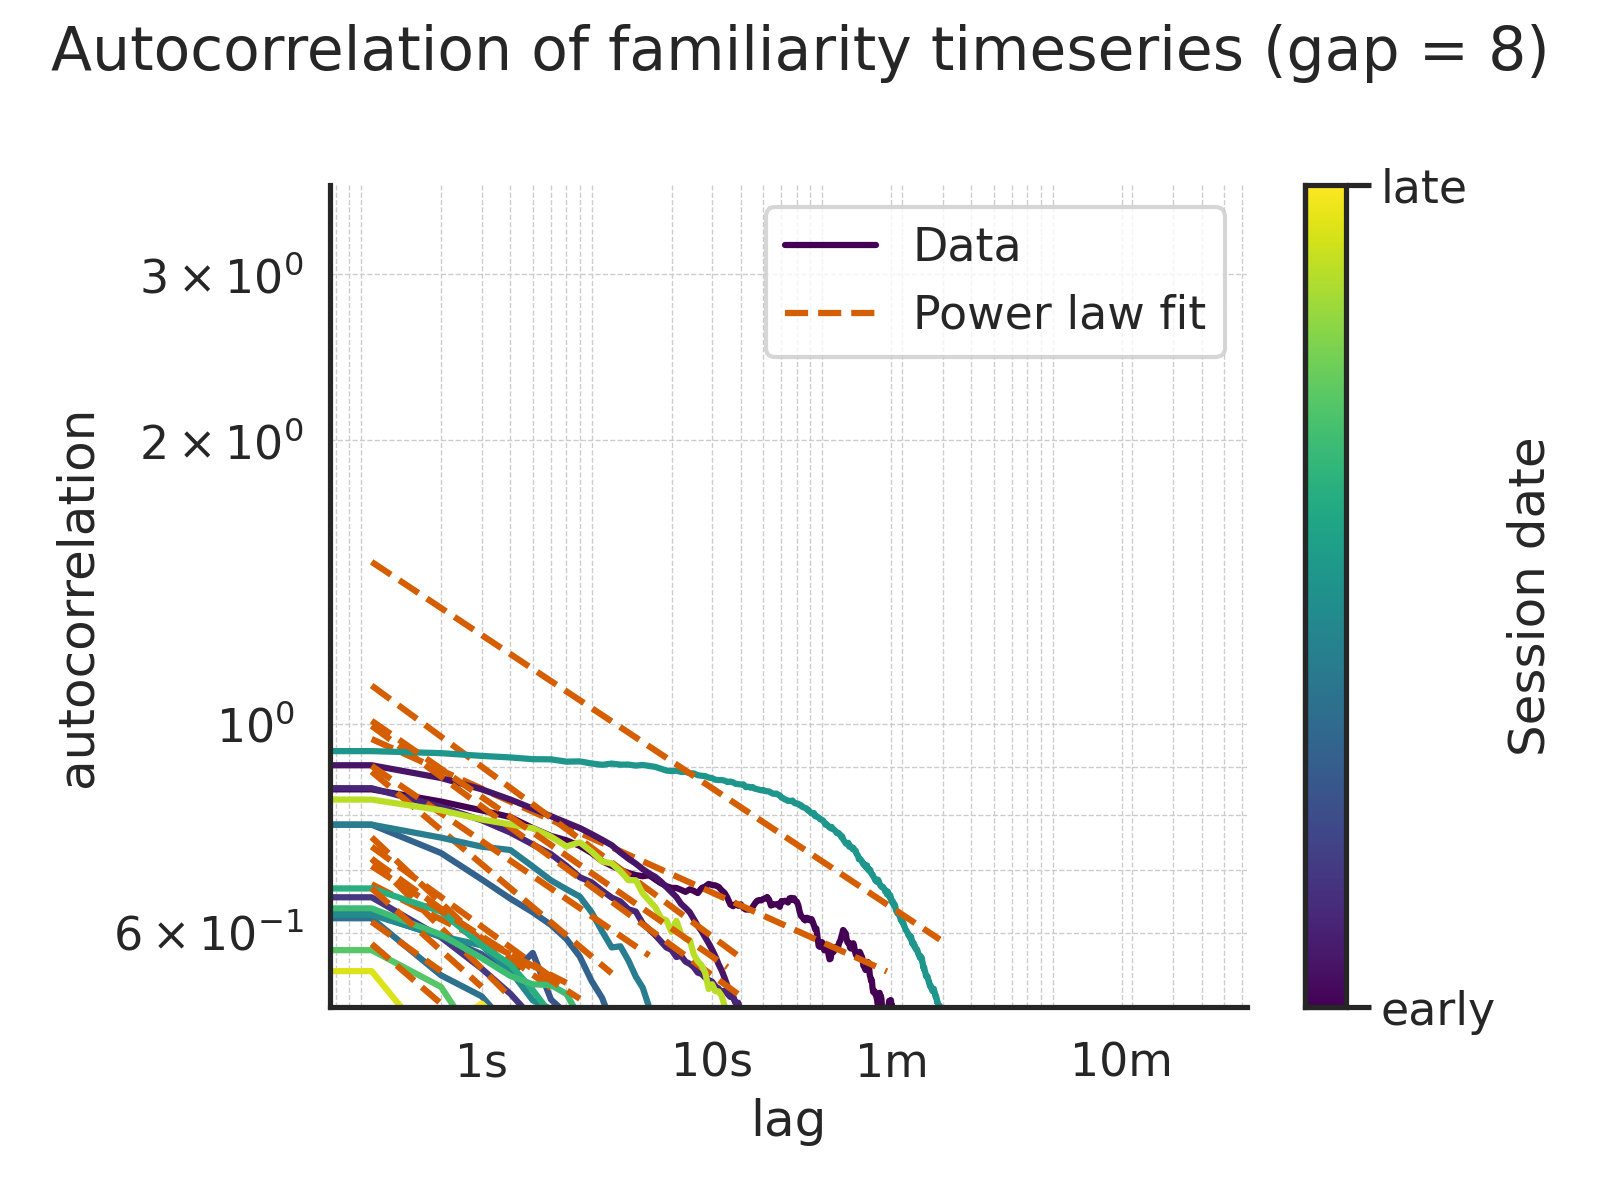 Autocorrelation of familiarity timeseries (gap = 8)
late
Data
Power law fit
3 × 10⁰
2 × 10⁰
10⁰
6 × 10⁻¹
autocorrelation
Session date
early
1s
10s
1m
10m
lag